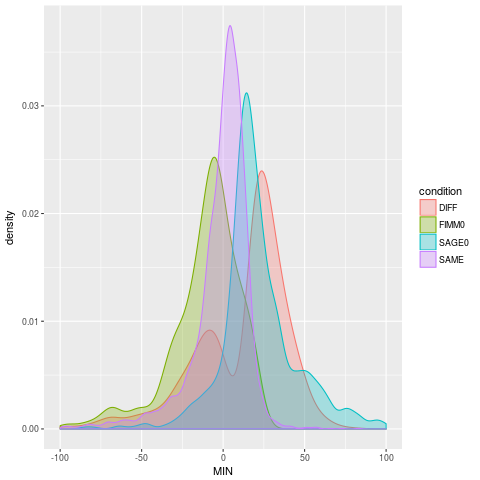 0.03
0.02
0.01
0.00
density
-100
-50
0
50
100
MIN
condition
DIFF
FIMM0
SAGE0
SAME